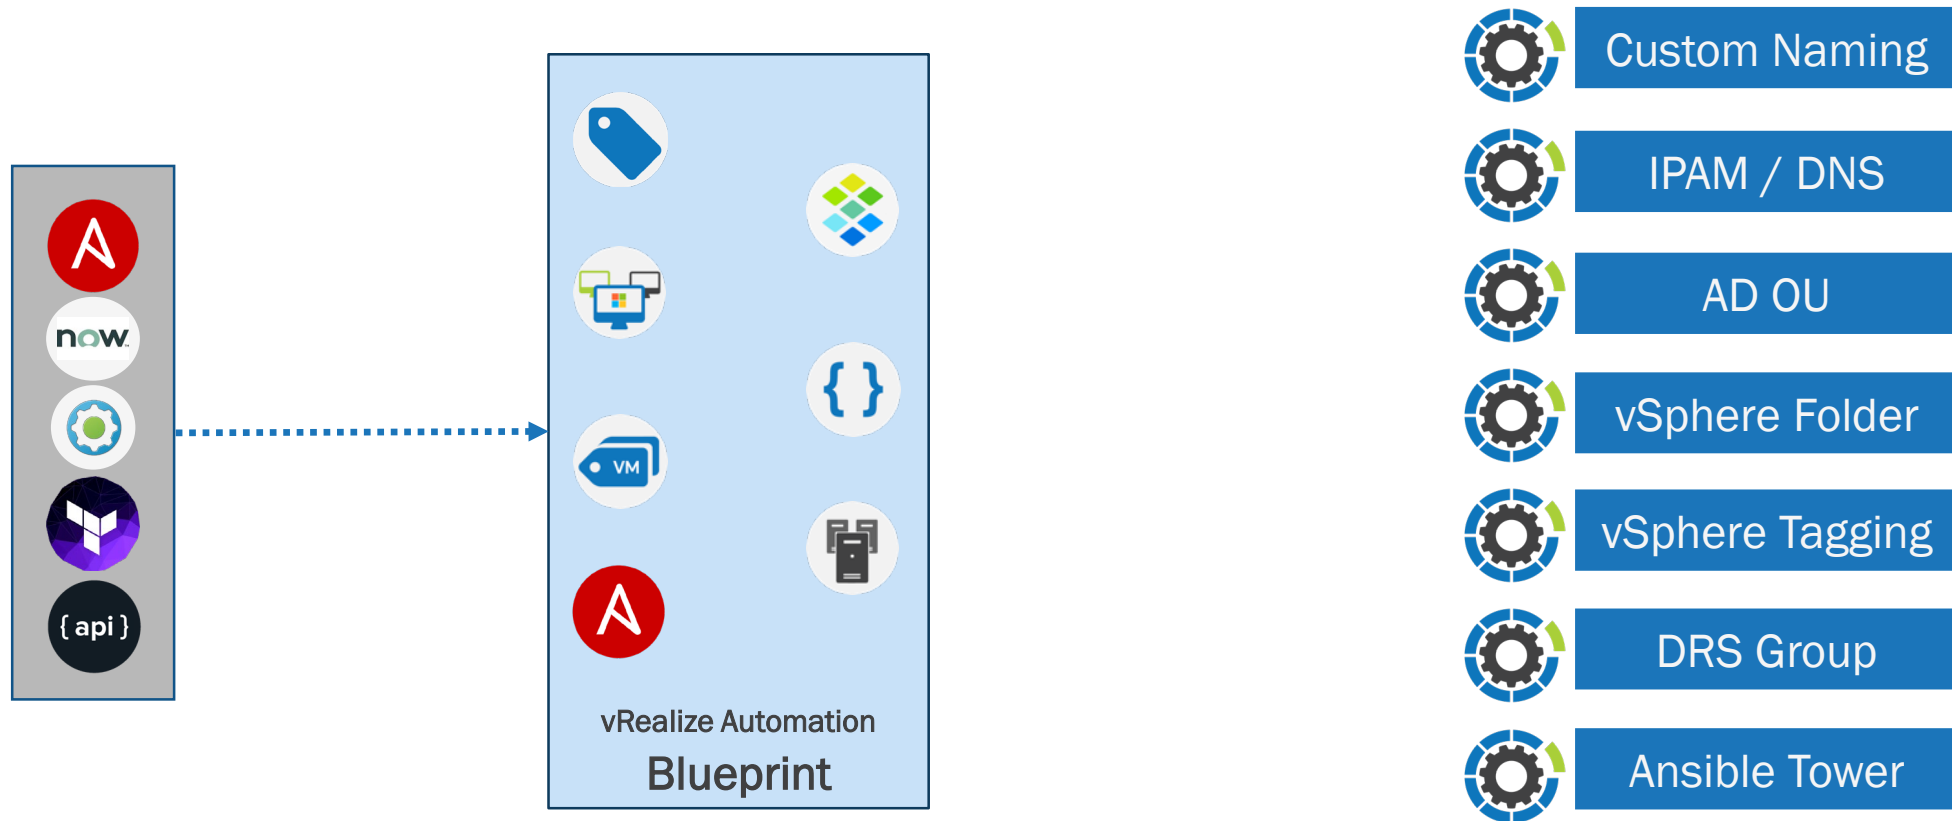 now
{ api }
VM
vRealize Automation
Blueprint
Custom Naming
IPAM / DNS
AD OU
vSphere Folder
vSphere Tagging
DRS Group
Ansible Tower